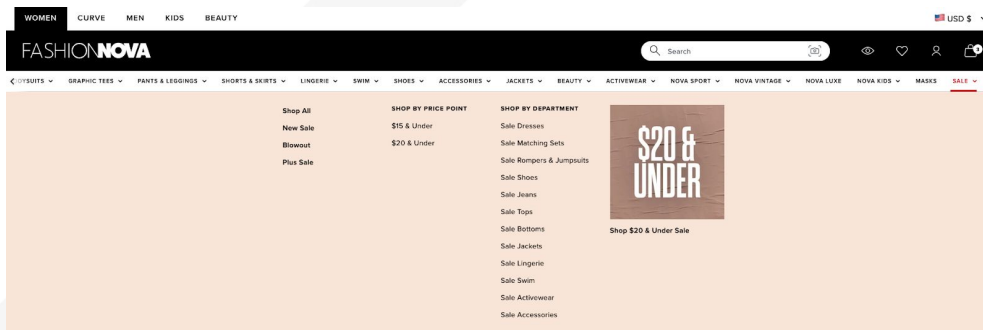 WOMEN CURVE MEN KIDS BEAUTY USD $
FASHIONNOVA Search
GRAPHIC TEES PANTS & LEGGINGS SHORTS & SKIRTS LINGERIE SWIM SHOES ACCESSORIES JACKETS BEAUTY ACTIVEWEAR NOVA SPORT NOVA VINTAGE NOVA LUXE NOVA KIDS MASKS SALE
Shop All
New Sale
Blowout
Plus Sale
SHOP BY PRICE POINT
$15 & Under
$20 & Under
SHOP BY DEPARTMENT
Sale Dresses
Sale Matching Sets
Sale Rompers & Jumpsuits
Sale Shoes
Sale Jeans
Sale Tops
Sale Bottoms
Sale Jackets
Sale Lingerie
Sale Swim
Sale Activewear
Sale Accessories
$20 &
UNDER
Shop $20 & Under Sale